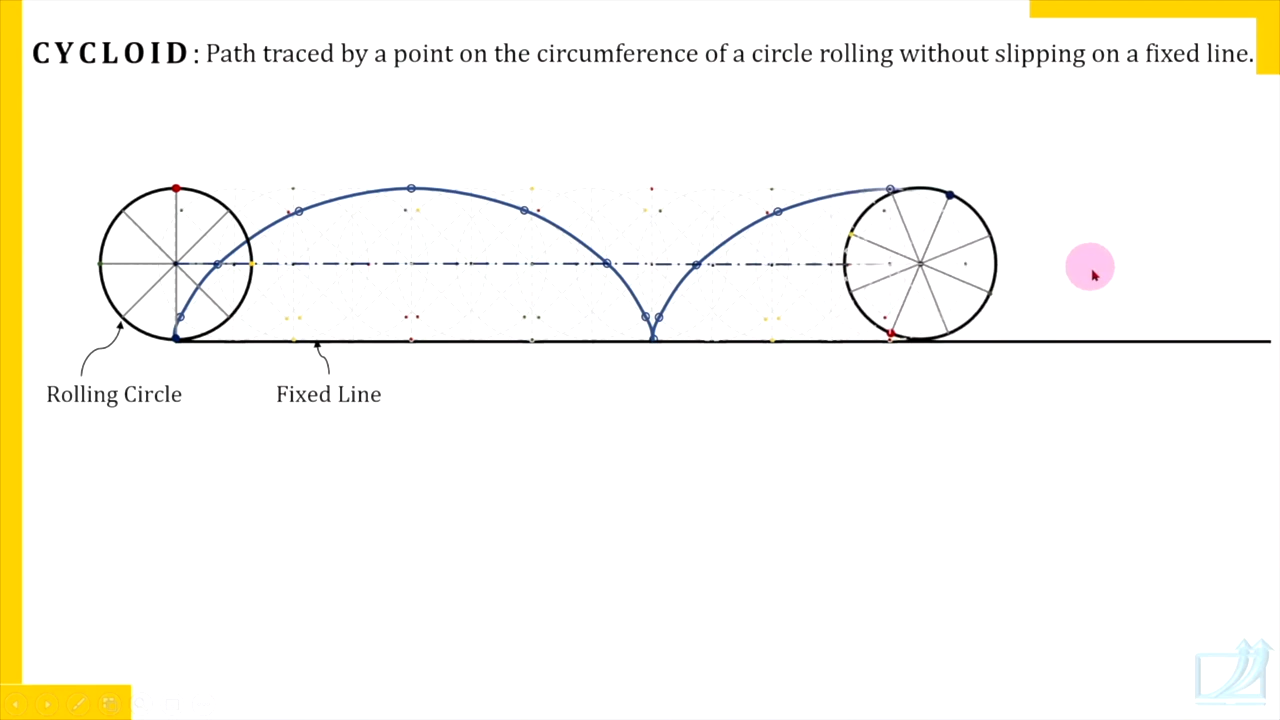 CYCLOID: Path traced by a point on the circumference of a circle rolling without slipping on a fixed line.
Rolling Circle
Fixed Line